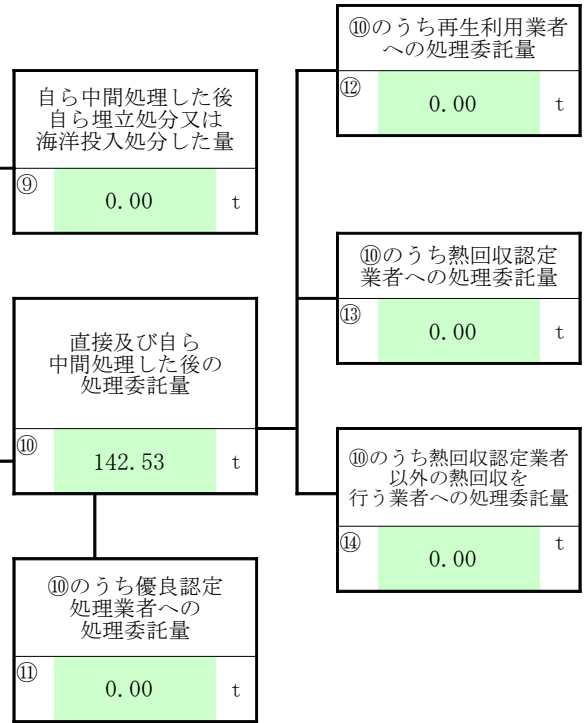 自ら中間処理した後
自ら埋立処分又は
海洋投入処分した量
⑨ 0.00 t
直接及び自ら
中間処理した後の
処理委託量
⑩ 142.53 t
⑩のうち優良認定
処理業者への
処理委託量
⑪ 0.00 t
⑩のうち再生利用業者
への処理委託量
⑫ 0.00 t
⑩のうち熱回収認定
業者への処理委託量
⑬ 0.00 t
⑩のうち熱回収認定業者
以外の熱回収を
行う業者への処理委託量
⑭ 0.00 t